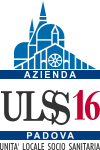 AZIENDA
ULSS 16
PADOVA
UNITA' LOCALE SOCIO SANITARIA